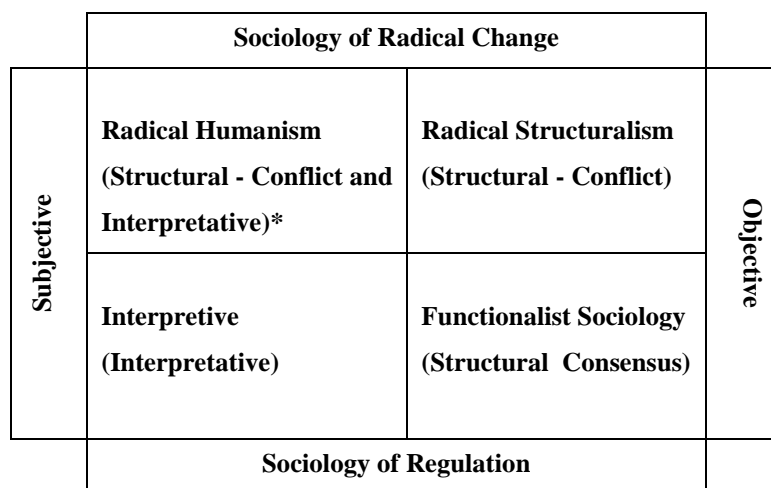 Sociology of Radical Change
Subjective
Radical Humanism
(Structural - Conflict and
Interpretative)*
Radical Structuralism
(Structural - Conflict)
Objective
Interpretive
(Interpretative)
Functionalist Sociology
(Structural Consensus)
Sociology of Regulation